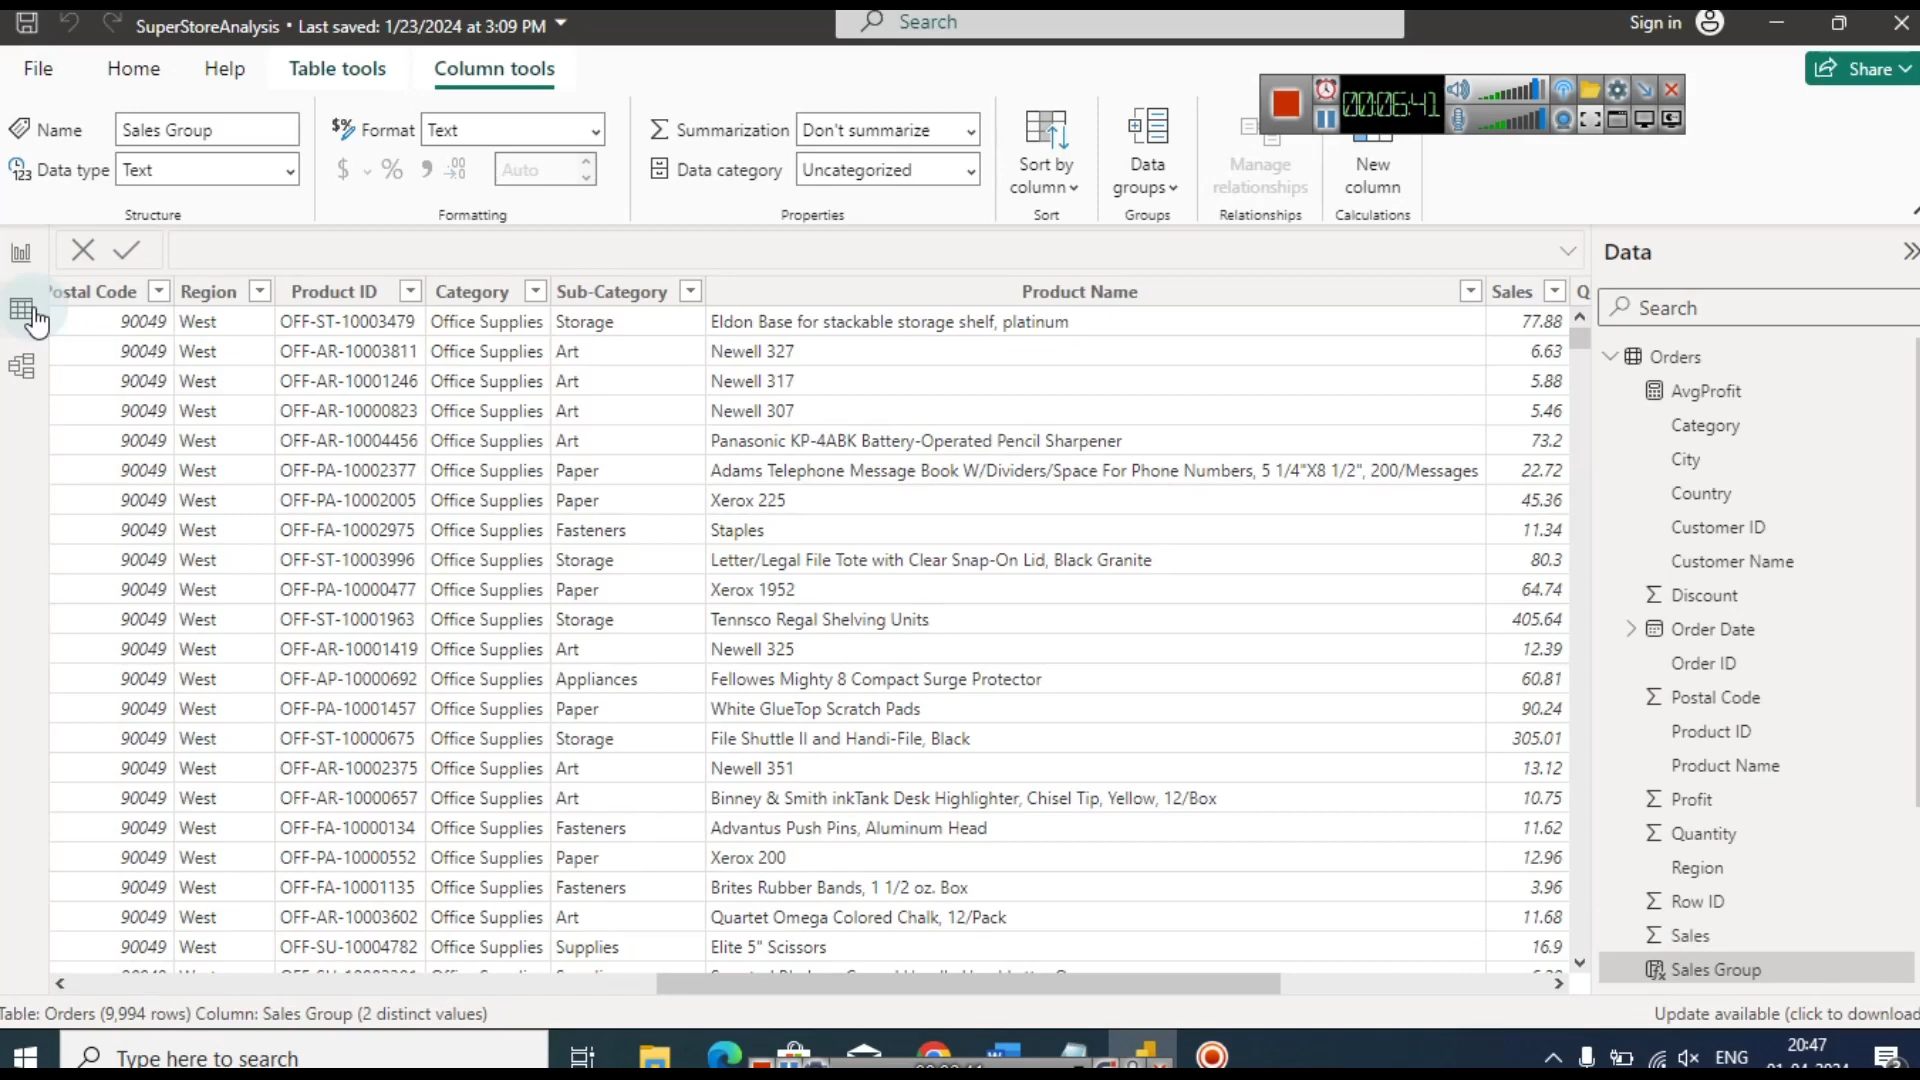 SuperStoreAnalysis • Last saved: 1/23/2024 at 3:09 PM
Search
Sign in
File Home Help Table tools Column tools
Share
00:06:41
Name Sales Group
Format Text
Summarization Don't summarize
Data type Text
$ % Auto
Data category Uncategorized
Sort by column
Data groups
Manage relationships
New column
Structure Formatting Properties Sort Groups Relationships Calculations
Postal Code Region Product ID Category Sub-Category Product Name Sales Q
90049 West OFF-ST-10003479 Office Supplies Storage Eldon Base for stackable storage shelf, platinum 77.88
90049 West OFF-AR-10003811 Office Supplies Art Newell 327 6.63
90049 West OFF-AR-10001246 Office Supplies Art Newell 317 5.88
90049 West OFF-AR-10000823 Office Supplies Art Newell 307 5.46
90049 West OFF-AR-10004456 Office Supplies Art Panasonic KP-4ABK Battery-Operated Pencil Sharpener 73.2
90049 West OFF-PA-10002377 Office Supplies Paper Adams Telephone Message Book W/Dividers/Space For Phone Numbers, 5 1/4"X8 1/2", 200/Messages 22.72
90049 West OFF-PA-10002005 Office Supplies Paper Xerox 225 45.36
90049 West OFF-FA-10002975 Office Supplies Fasteners Staples 11.34
90049 West OFF-ST-10003996 Office Supplies Storage Letter/Legal File Tote with Clear Snap-On Lid, Black Granite 80.3
90049 West OFF-PA-10000477 Office Supplies Paper Xerox 1952 64.74
90049 West OFF-ST-10001963 Office Supplies Storage Tennsco Regal Shelving Units 405.64
90049 West OFF-AR-10001419 Office Supplies Art Newell 325 12.39
90049 West OFF-AP-10000692 Office Supplies Appliances Fellowes Mighty 8 Compact Surge Protector 60.81
90049 West OFF-PA-10001457 Office Supplies Paper White GlueTop Scratch Pads 90.24
90049 West OFF-ST-10000675 Office Supplies Storage File Shuttle II and Handi-File, Black 305.01
90049 West OFF-AR-10002375 Office Supplies Art Newell 351 13.12
90049 West OFF-AR-10000657 Office Supplies Art Binney & Smith inkTank Desk Highlighter, Chisel Tip, Yellow, 12/Box 10.75
90049 West OFF-FA-10000134 Office Supplies Fasteners Advantus Push Pins, Aluminum Head 11.62
90049 West OFF-PA-10000552 Office Supplies Paper Xerox 200 12.96
90049 West OFF-FA-10001135 Office Supplies Fasteners Brites Rubber Bands, 1 1/2 oz. Box 3.96
90049 West OFF-AR-10003602 Office Supplies Art Quartet Omega Colored Chalk, 12/Pack 11.68
90049 West OFF-SU-10004782 Office Supplies Supplies Elite 5" Scissors 16.9
Data
Search
Orders
AvgProfit
Category
City
Country
Customer ID
Customer Name
Discount
Order Date
Order ID
Postal Code
Product ID
Product Name
Profit
Quantity
Region
Row ID
Sales
Sales Group
Table: Orders (9,994 rows) Column: Sales Group (2 distinct values)
Update available (click to download
Type here to search
ENG
20:47